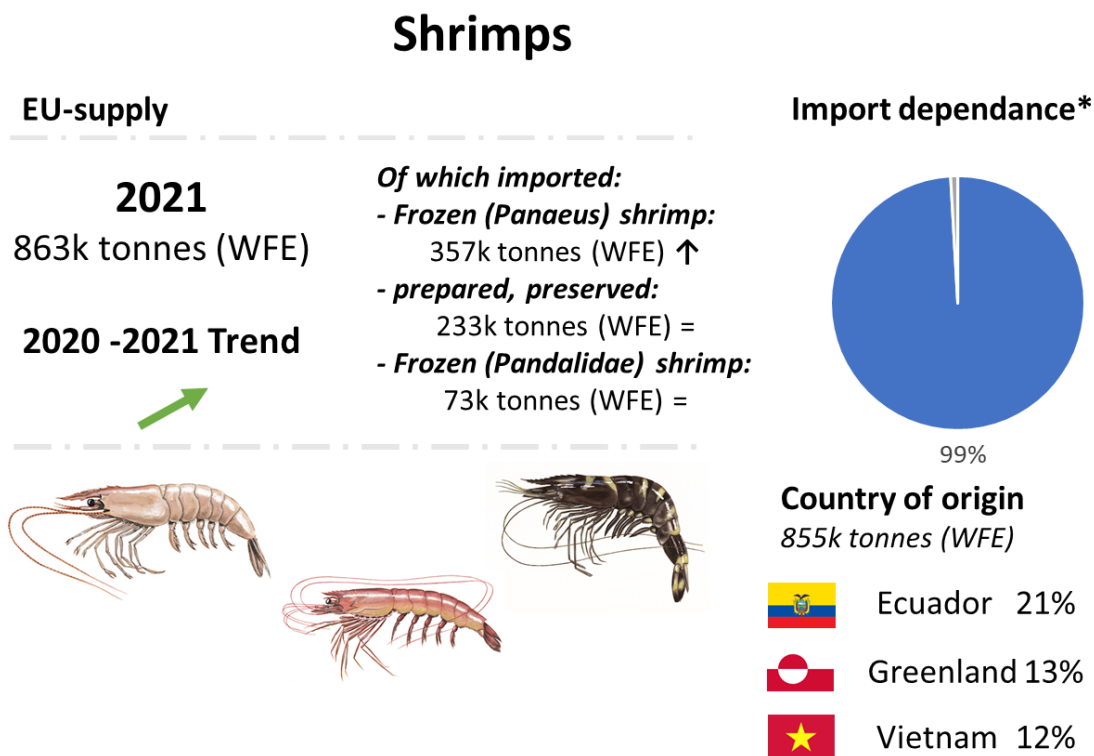 Shrimps
EU-supply
2021
863k tonnes (WFE)
2020 -2021 Trend
Of which imported:
- Frozen (Panaeus) shrimp:
357k tonnes (WFE) ↑
- prepared, preserved:
233k tonnes (WFE) =
- Frozen (Pandalidae) shrimp:
73k tonnes (WFE) =
Import dependance*
99%
Country of origin
855k tonnes (WFE)
Ecuador 21%
Greenland 13%
Vietnam 12%